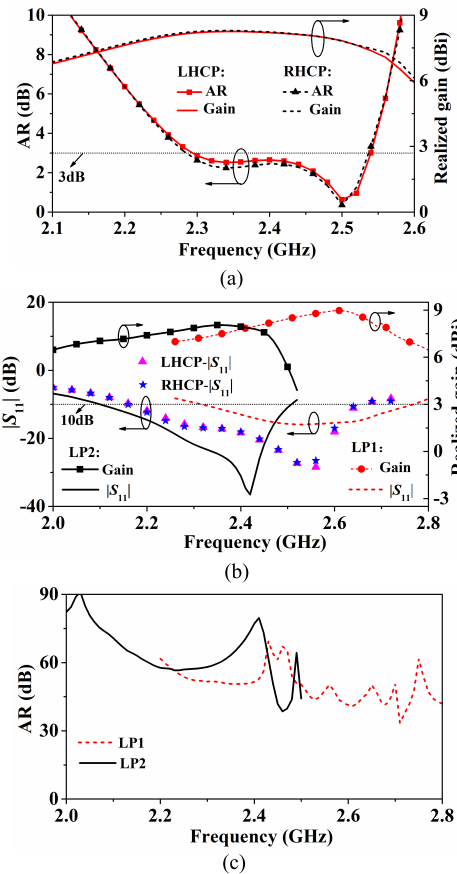 10
8
6
4
2
0
AR (dB)
9
6
3
0
Realized gain (dBi)
LHCP:
AR
Gain
RHCP:
AR
Gain
3dB
2.1
2.2
2.3
2.4
2.5
2.6
Frequency (GHz)
(a)
20
0
-20
-40
|S11|
9
6
3
0
-3
Realized gain (dBi)
LHCP-|S11|
RHCP-|S11|
10dB
LP2:
Gain
|S11|
LP1:
Gain
|S11|
2.0
2.2
2.4
2.6
2.8
Frequency (GHz)
(b)
90
60
30
0
AR (dB)
LP1
LP2
2.0
2.2
2.4
2.6
2.8
Frequency (GHz)
(c)